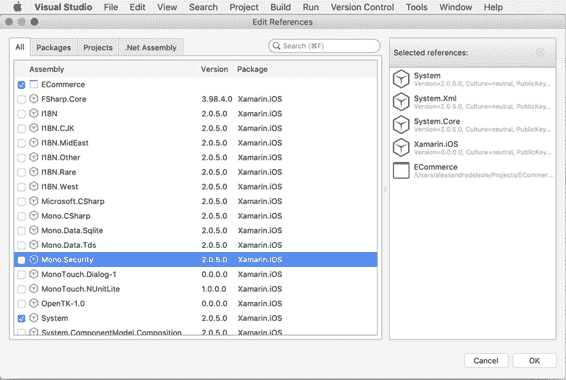 Visual Studio File Edit View Search Project Build Run Version Control Tools Window Help
Edit References
All Packages Projects .Net Assembly
Search (⌘F)
Assembly Version Package
ECommerce
FSharp.Core 3.98.4.0 Xamarin.iOS
I18N 2.0.5.0 Xamarin.iOS
I18N.CJK 2.0.5.0 Xamarin.iOS
I18N.MidEast 2.0.5.0 Xamarin.iOS
I18N.Other 2.0.5.0 Xamarin.iOS
I18N.Rare 2.0.5.0 Xamarin.iOS
I18N.West 2.0.5.0 Xamarin.iOS
Microsoft.CSharp 2.0.5.0 Xamarin.iOS
Mono.CSharp 2.0.5.0 Xamarin.iOS
Mono.Data.Sqlite 2.0.5.0 Xamarin.iOS
Mono.Data.Tds 2.0.5.0 Xamarin.iOS
Mono.Security 2.0.5.0 Xamarin.iOS
MonoTouch.Dialog-1 0.0.0.0 Xamarin.iOS
MonoTouch.NUnitLite 1.0.0.0 Xamarin.iOS
OpenTK-1.0 0.0.0.0 Xamarin.iOS
System 2.0.5.0 Xamarin.iOS
System.ComponentModel.Composition 2.0.5.0 Xamarin.iOS
Selected references:
System
Version=2.0.5.0, Culture=neutral, PublicKey...
System.Xml
Version=2.0.5.0, Culture=neutral, PublicKey...
System.Core
Version=2.0.5.0, Culture=neutral, PublicKey...
Xamarin.iOS
Version=0.0.0.0, Culture=neutral, PublicKey...
ECommerce
/Users/alessandrodelsole/Projects/ECommer...
Cancel OK